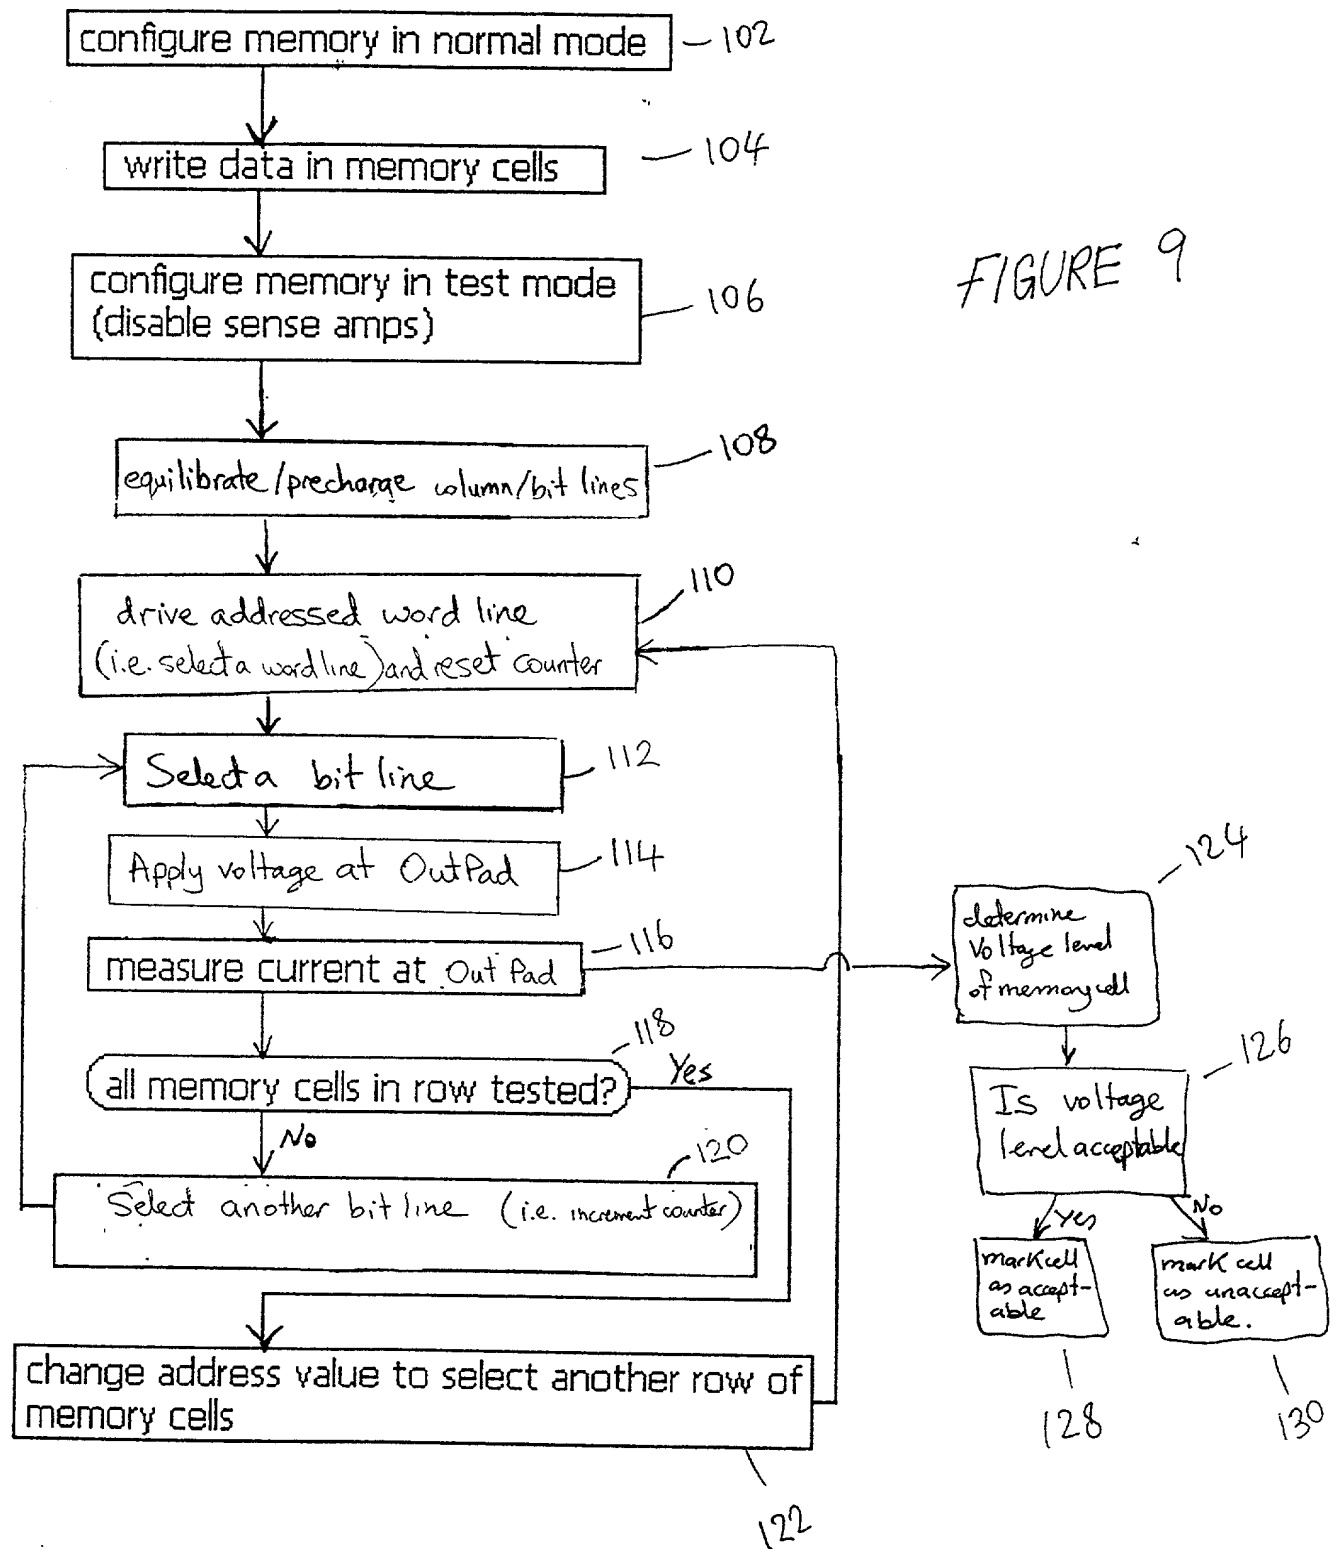 configure memory in normal mode
102
write data in memory cells
104
configure memory in test mode
(disable sense amps)
106
FIGURE 9
equilibrate/precharge column/bit lines
108
drive addressed word line
(i.e. select a word line) and reset counter
110
Select a bit line
112
Apply voltage at OutPad
114
measure current at Out Pad
116
all memory cells in row tested?
118
Yes
No
Select another bit line (i.e. increment counter)
120
change address value to select another row of
memory cells
122
determine
voltage level
of memory cell
124
Is voltage
level acceptable
126
Yes
No
mark cell
as accept-
able
128
mark cell
as unaccept-
able.
130